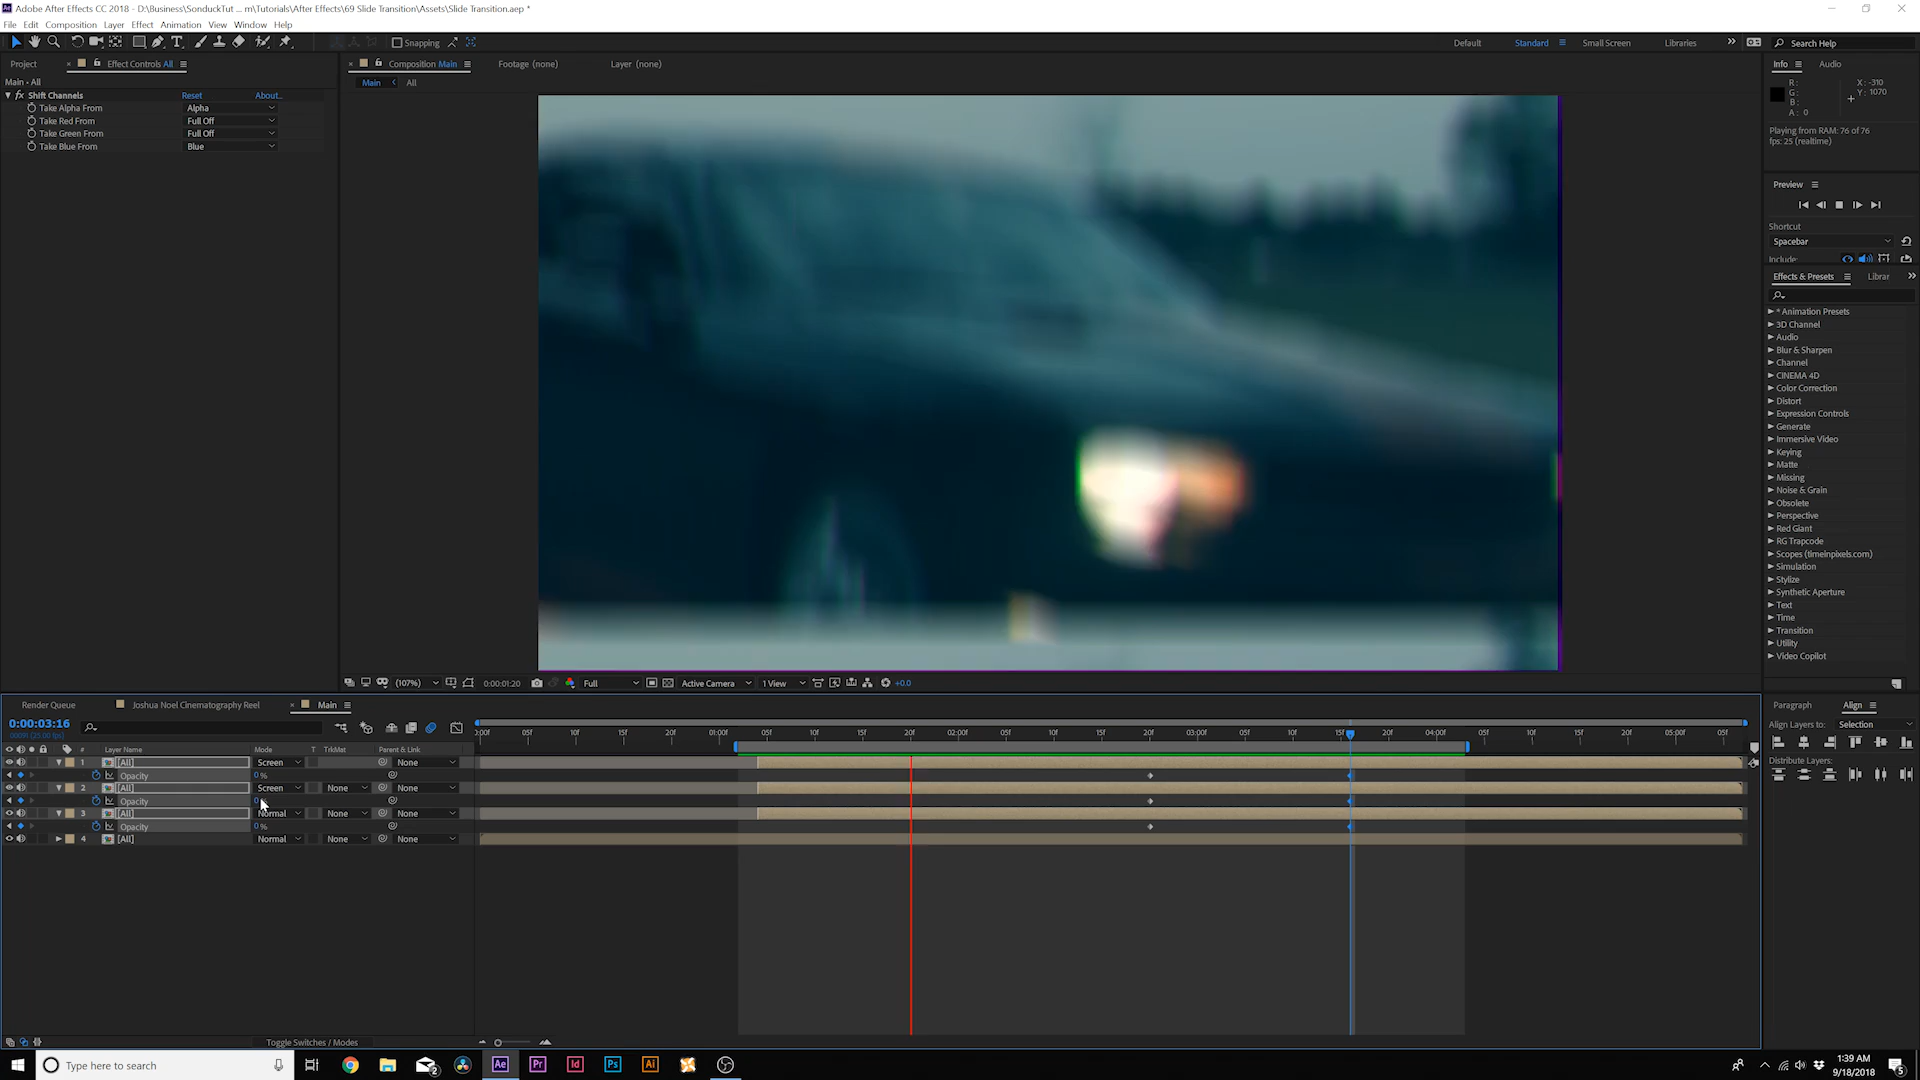 Adobe After Effects CC 2018 - D:\Business\SonduckTut ... m\Tutorials\After Effects\69 Slide Transition\Assets\Slide Transition.aep *
File Edit Composition Layer Effect Animation View Window Help
Snapping
Default Standard Small Screen Libraries Search Help
Project Effect Controls All Composition Main Footage (none) Layer (none) Info Audio
Main • All
Main All
fx Shift Channels Reset About...
Take Alpha From Alpha
Take Red From Full Off
Take Green From Full Off
Take Blue From Blue
R:
G:
B:
A: 0
X: -310
Y: 1070
Playing from RAM: 76 of 76
fps: 25 (realtime)
Preview
Shortcut
Spacebar
Include:
Effects & Presets Librar
* Animation Presets
3D Channel
Audio
Blur & Sharpen
Channel
CINEMA 4D
Color Correction
Distort
Expression Controls
Generate
Immersive Video
Keying
Matte
Missing
Noise & Grain
Obsolete
Perspective
Red Giant
RG Trapcode
Scopes (timeinpixels.com)
Simulation
Stylize
Synthetic Aperture
Text
Time
Transition
Utility
Video Copilot
(107%) 0:00:01:20 Full Active Camera 1 View +0.0
Render Queue Joshua Noel Cinematography Reel Main
0:00:03:16
# Layer Name Mode T TrkMat Parent & Link
:00f 05f 10f 15f 20f 01:00f 05f 10f 15f 20f 02:00f 05f 10f 15f 20f 03:00f 05f 10f 15f 20f 04:00f 05f 10f 15f 20f 05:00f 05f
1 [All] Screen None
Opacity 0%
2 [All] Screen None None
Opacity 0
3 [All] Normal None None
Opacity 0%
4 [All] Normal None None
Toggle Switches / Modes
Paragraph Align
Align Layers to: Selection
Distribute Layers:
Type here to search
2
Ae Pr Id Ps Ai
1:39 AM
9/18/2018
5